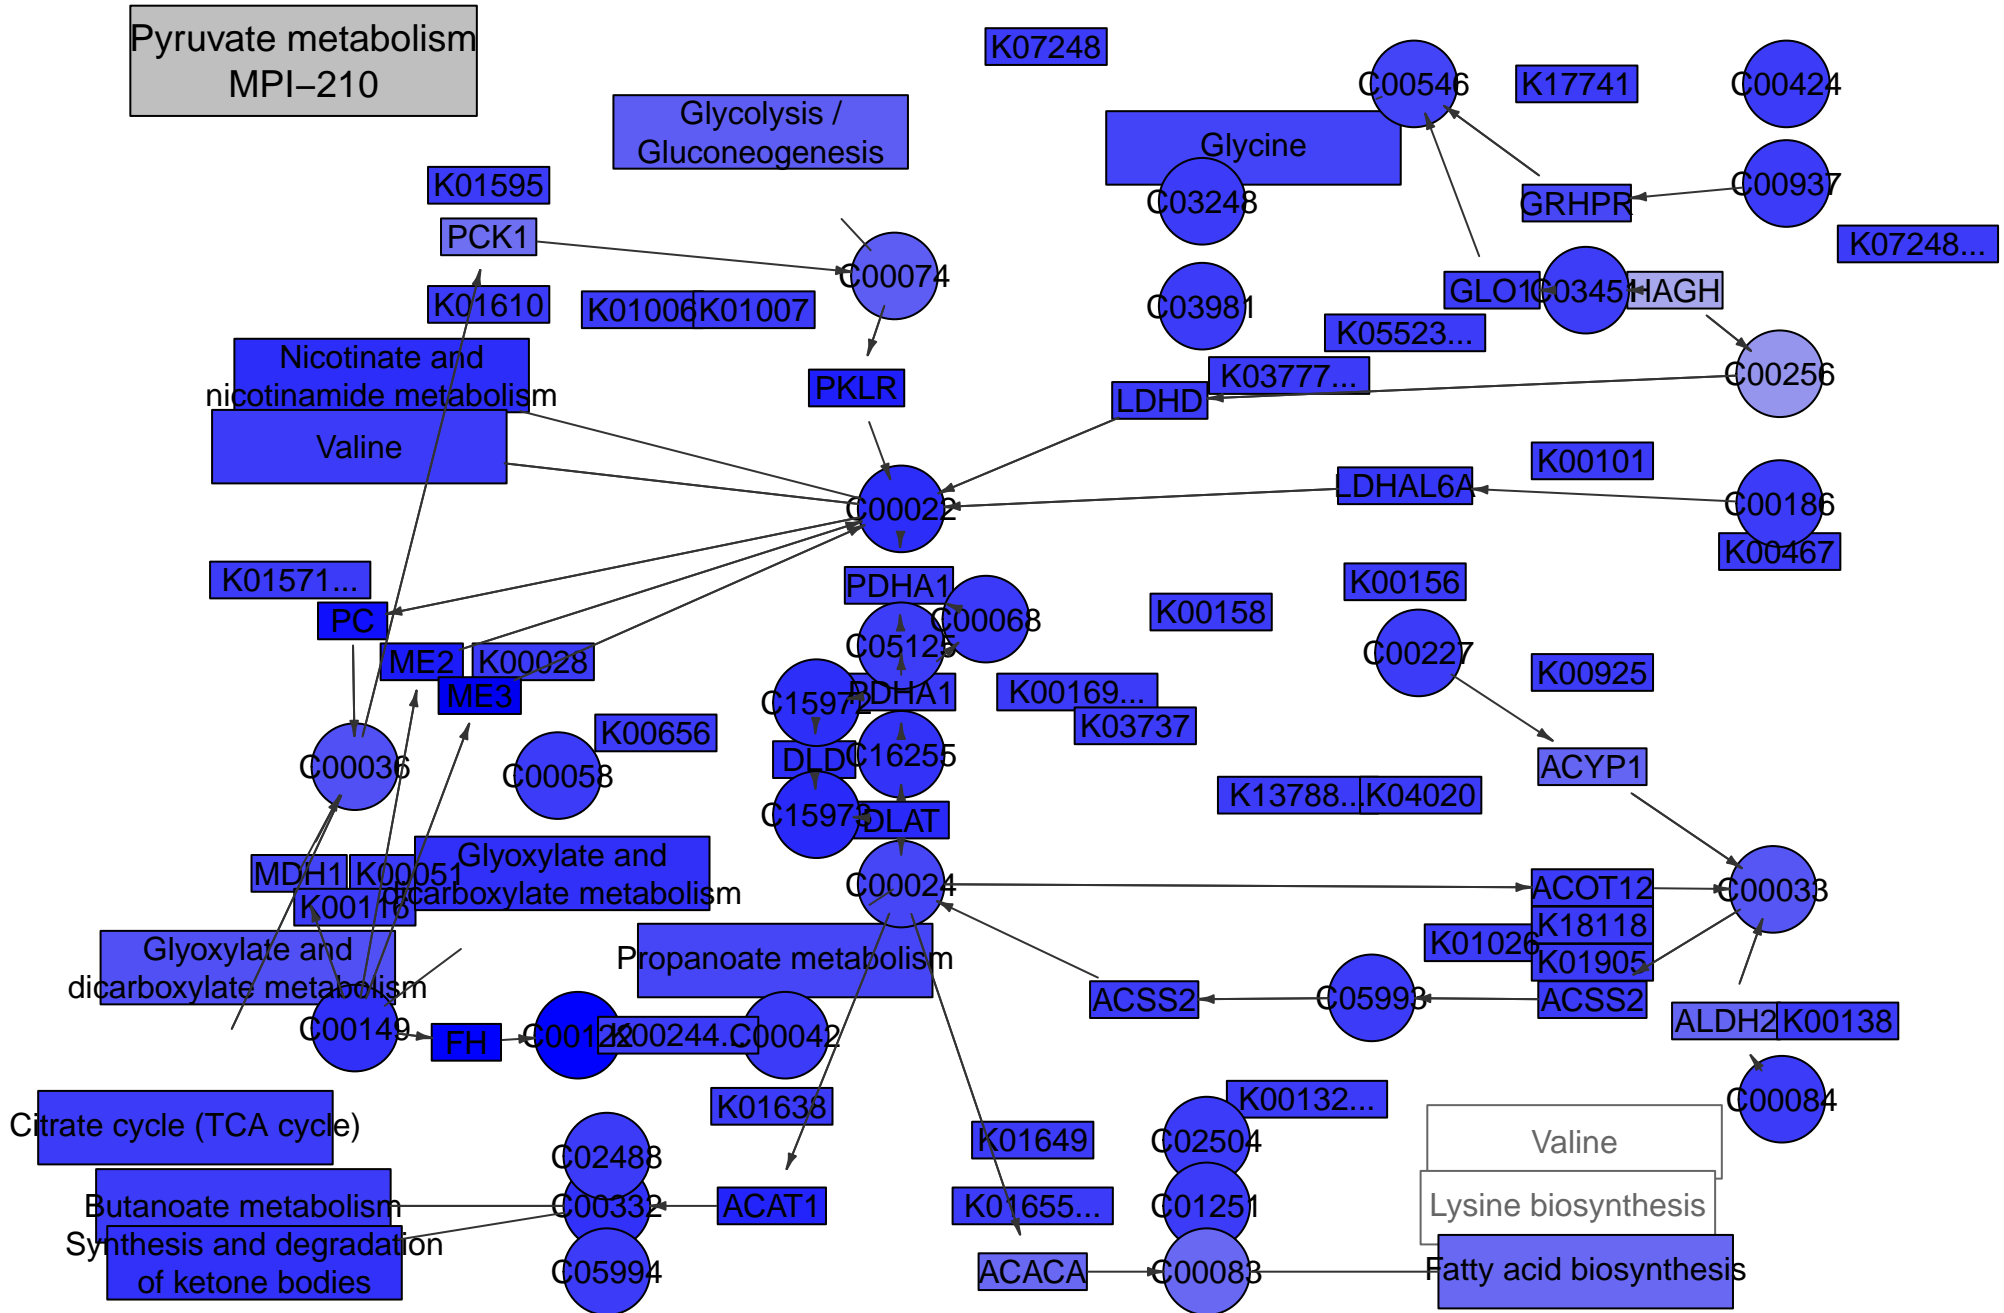 Pyruvate metabolism
MPI−210
K07248
C00546
K17741
C00424
Glycolysis /
Gluconeogenesis
Glycine
K01595
C03248
GRHPR
C00937
PCK1
K07248...
C00074
K01610
K01006
K01007
C03981
GLO1
C03451
HAGH
K05523...
Nicotinate and
nicotinamide metabolism
PKLR
LDHD
K03777...
C00256
Valine
K00101
LDHAL6A
C00022
C00186
K00467
K01571...
PC
PDHA1
C00068
K00158
K00156
C05125
C00227
ME2
K00028
ME3
C15972
PDHA1
K00169...
K03737
K00925
K00656
C00036
C00058
DLD
C16255
ACYP1
K13788...
K04020
C15973
DLAT
MDH1
K00051
K00116
Glyoxylate and
dicarboxylate metabolism
C00024
ACOT12
C00033
K18118
K01026
K01905
Glyoxylate and
dicarboxylate metabolism
Propanoate metabolism
ACSS2
C05993
ACSS2
ALDH2
K00138
C00149
FH
C00122
K00244...
C00042
C00084
K01638
K00132...
Citrate cycle (TCA cycle)
C02488
K01649
C02504
Valine
Butanoate metabolism
C00332
ACAT1
K01655...
C01251
Lysine biosynthesis
Synthesis and degradation
of ketone bodies
C05994
ACACA
C00083
Fatty acid biosynthesis